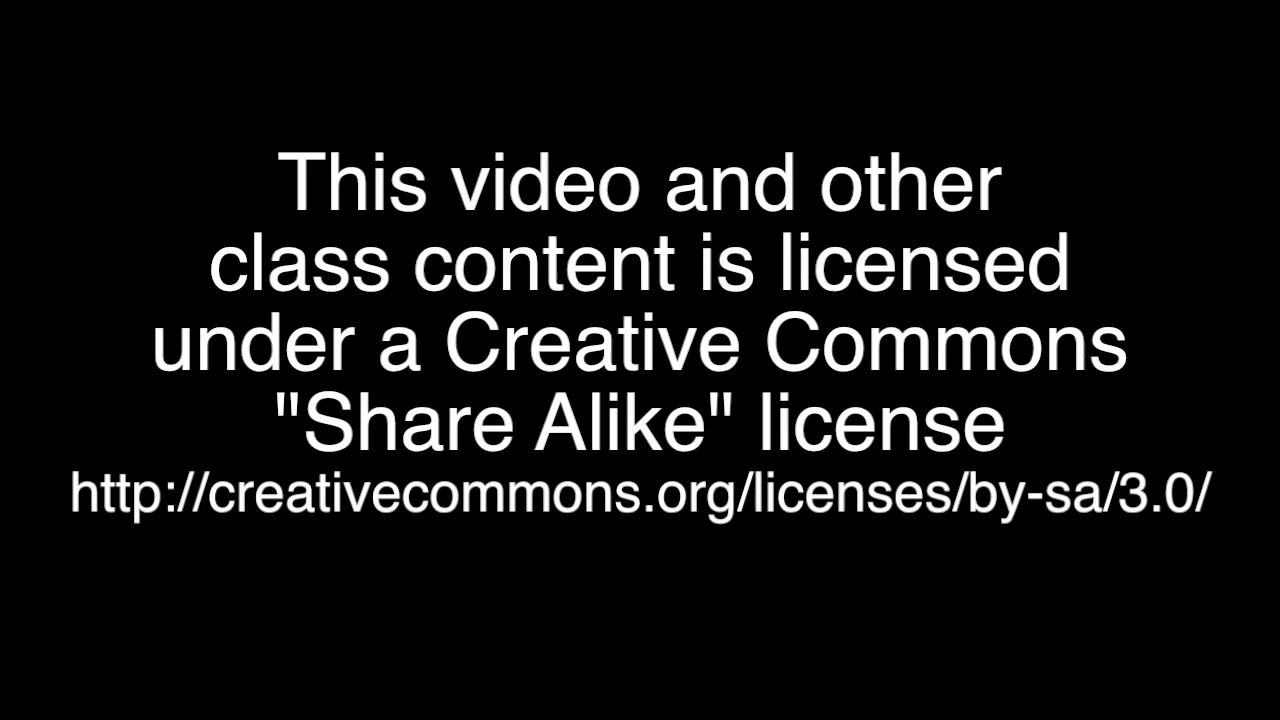 This video and other
class content is licensed
under a Creative Commons
"Share Alike" license
http://creativecommons.org/licenses/by-sa/3.0/